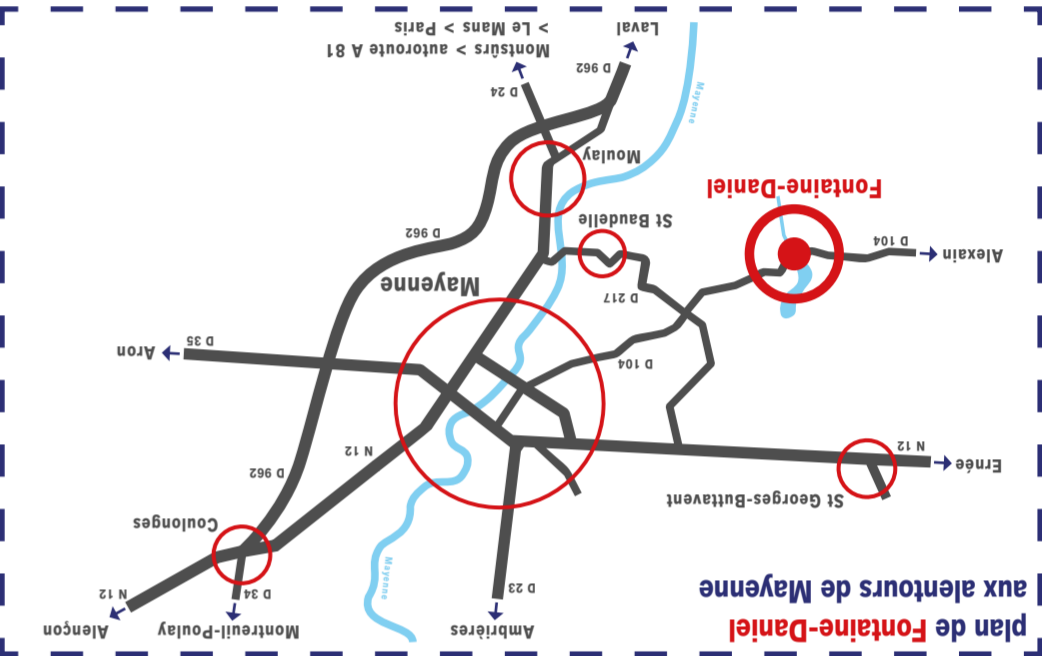 plan de Fontaine-Daniel
aux alentours de Mayenne
Ambrières
D 23
Montreuil-Poulay
D 34
Alençon
N 12
Mayenne
Coulonges
St Georges-Buttavent
Ernée
N 12
D 962
N 12
D 104
Aron
D 35
D 217
Mayenne
D 962
Alexain
D 104
St Baudelle
Fontaine-Daniel
Moulay
Mayenne
D 24
D 962
Montsûrs > autoroute A 81
> Le Mans > Paris
Laval